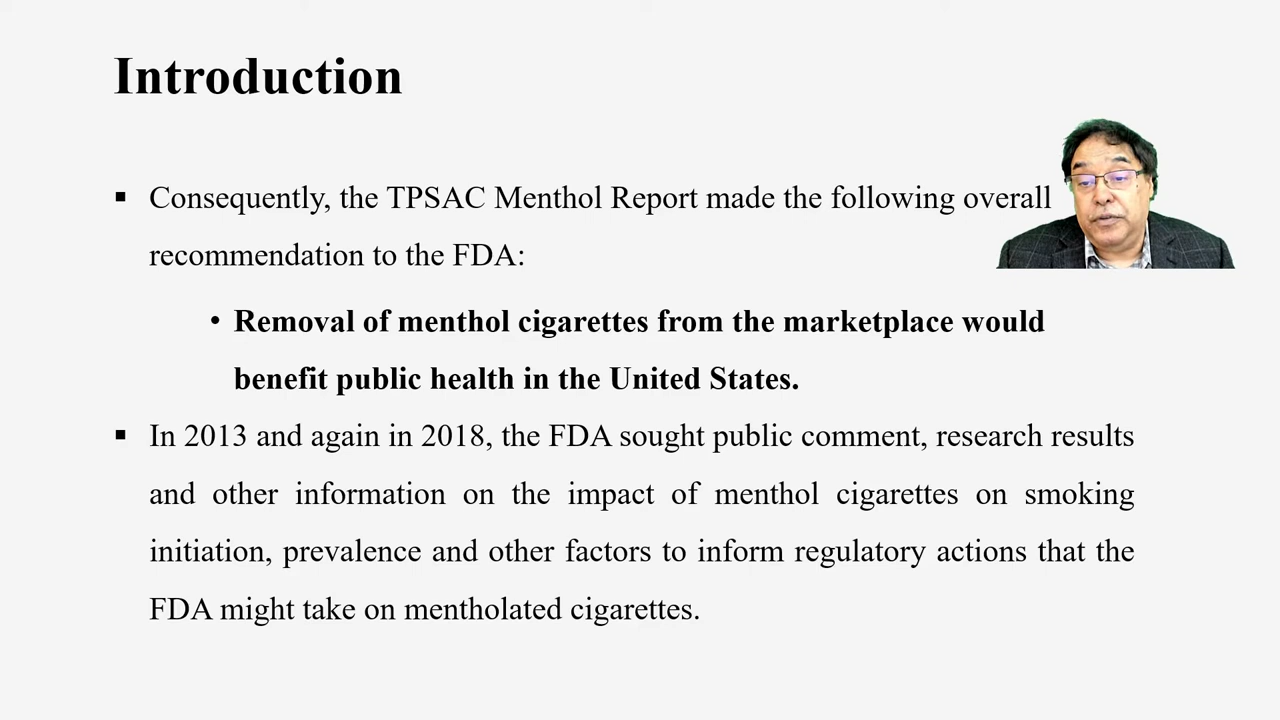 Introduction
▪ Consequently, the TPSAC Menthol Report made the following overall
recommendation to the FDA:
• Removal of menthol cigarettes from the marketplace would
benefit public health in the United States.
▪ In 2013 and again in 2018, the FDA sought public comment, research results
and other information on the impact of menthol cigarettes on smoking
initiation, prevalence and other factors to inform regulatory actions that the
FDA might take on mentholated cigarettes.